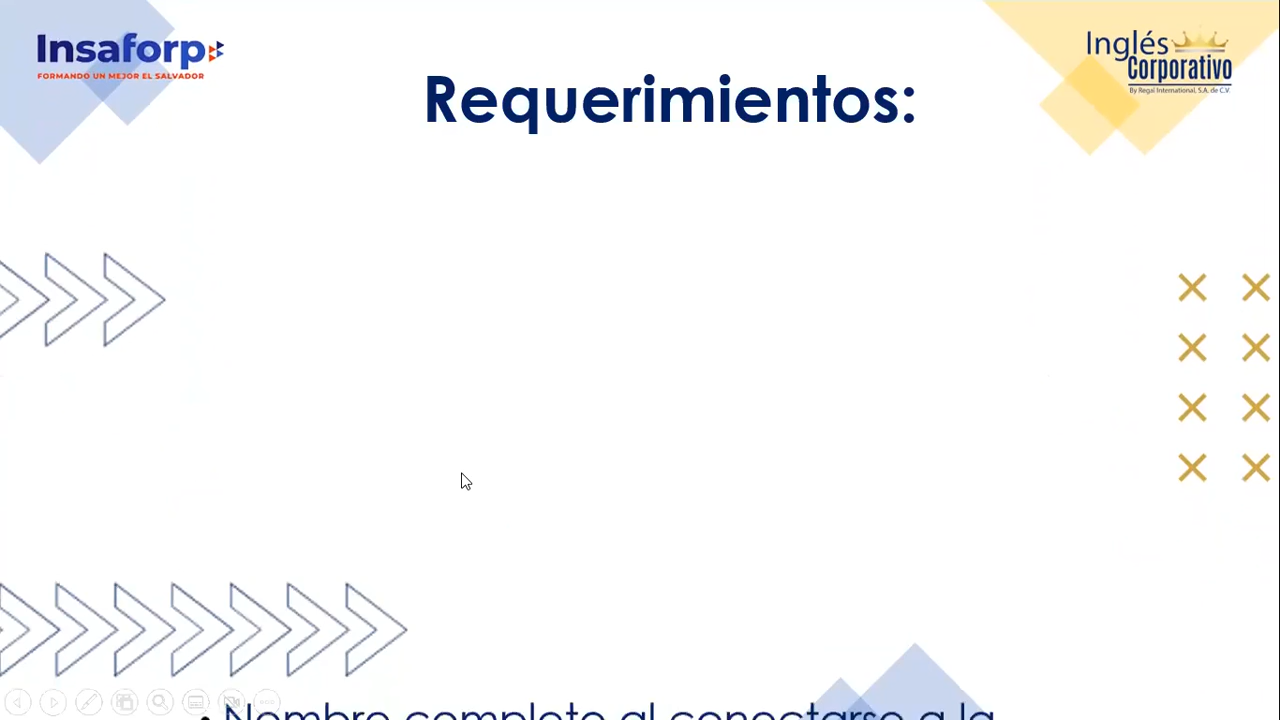 Insaforp
FORMANDO UN MEJOR EL SALVADOR
Inglés
Corporativo
By Regal International, S.A. de C.V.
Requerimientos:
• Nombre completo al conectarse a la